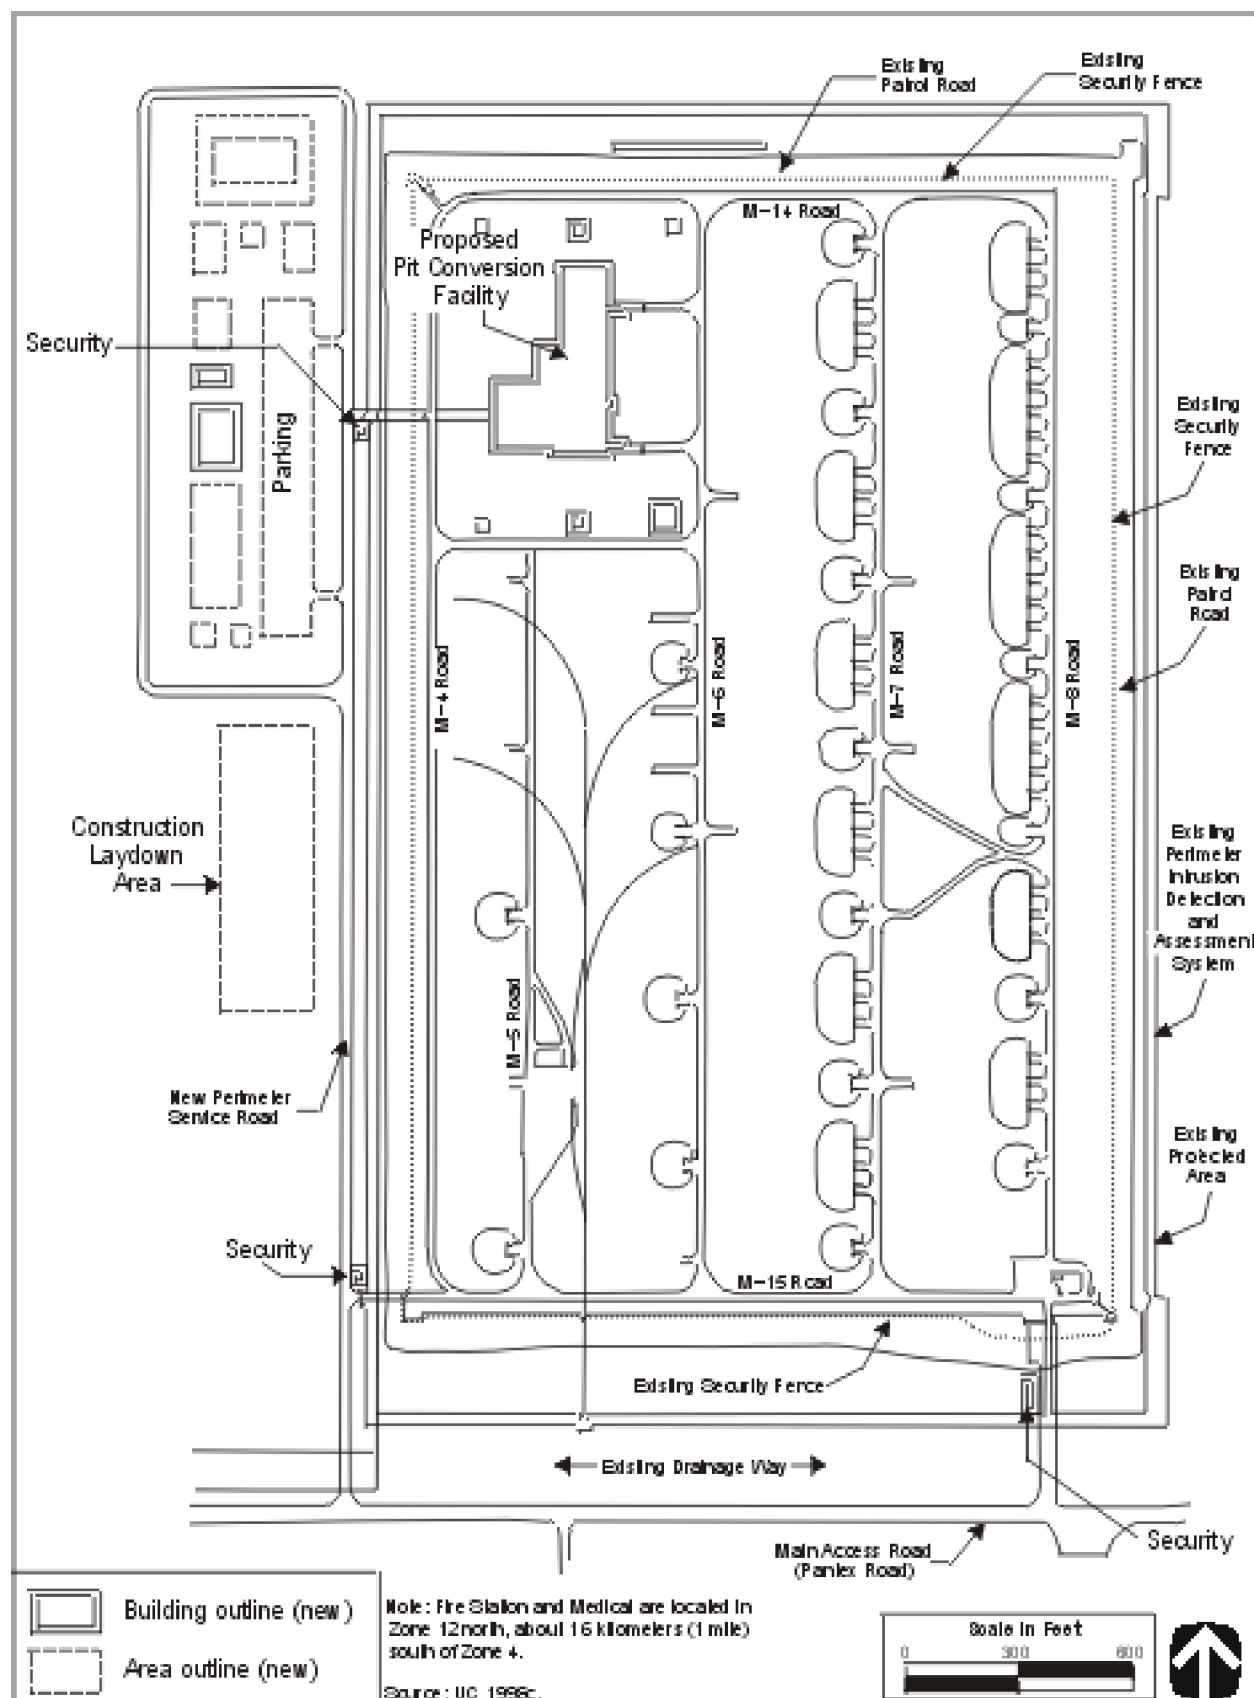 Existing
Patrol Road
Existing
Security Fence
M-14 Road
Proposed
Pit Conversion
Facility
Security
Parking
Existing
Security
Fence
Existing
Patrol
Road
M-4 Road
M-6 Road
M-7 Road
M-8 Road
Construction
Laydown
Area
Existing
Perimeter
Intrusion
Detection
and
Assessment
System
M-5 Road
New Perimeter
Service Road
Existing
Protected
Area
Security
M-15 Road
Existing Security Fence
Existing Drainage Way
Main Access Road
(Pantex Road)
Security
Building outline (new)
Area outline (new)
Note: Fire Station and Medical are located in
Zone 12 north, about 16 kilometers (1 mile)
south of Zone 4.
Source: UC 1998c.
Scale in Feet
0 300 600